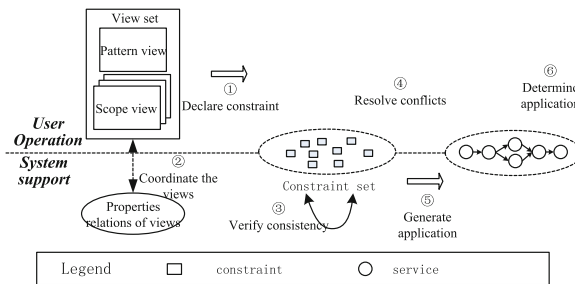 View set
Pattern view
Scope view
①
Declare constraint
④
Resolve conflicts
⑥
Determine
application
User
Operation
System
support
②
Coordinate the
views
Properties
relations of views
Constraint set
③
Verify consistency
⑤
Generate
application
Legend
constraint
service